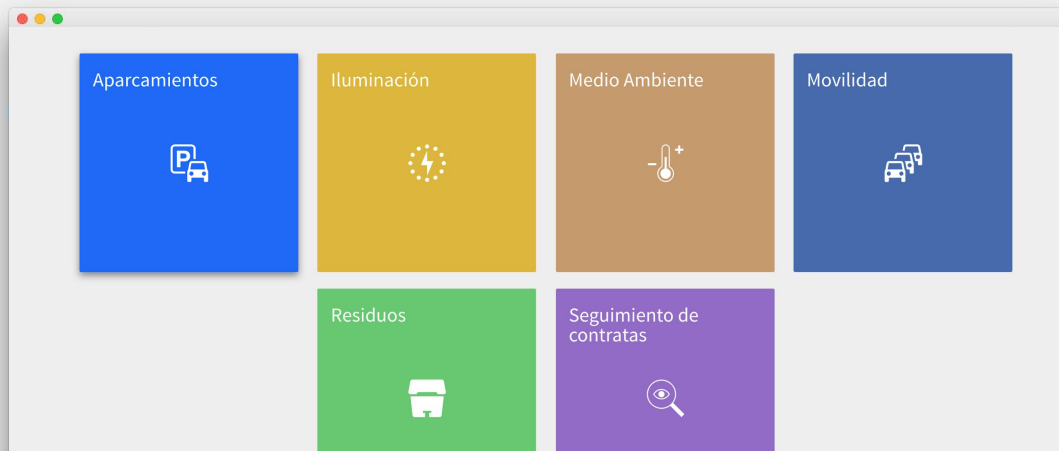 Aparcamientos
Iluminación
Medio Ambiente
Movilidad
P
Residuos
Seguimiento de
contratas